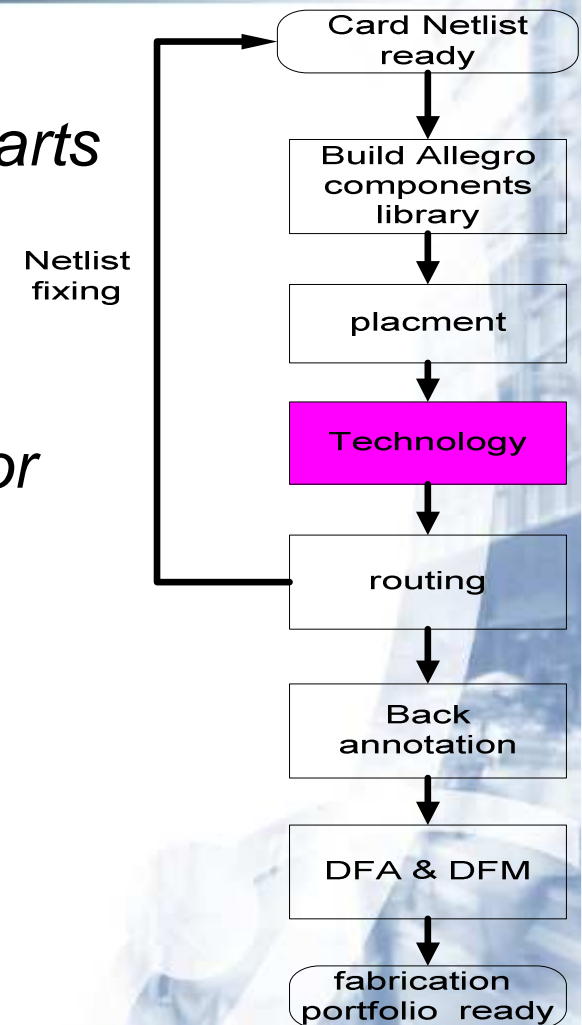 Card Netlist
ready
arts
Build Allegro
components
library
Netlist
fixing
placment
Technology
or
routing
Back
annotation
DFA & DFM
fabrication
portfolio ready